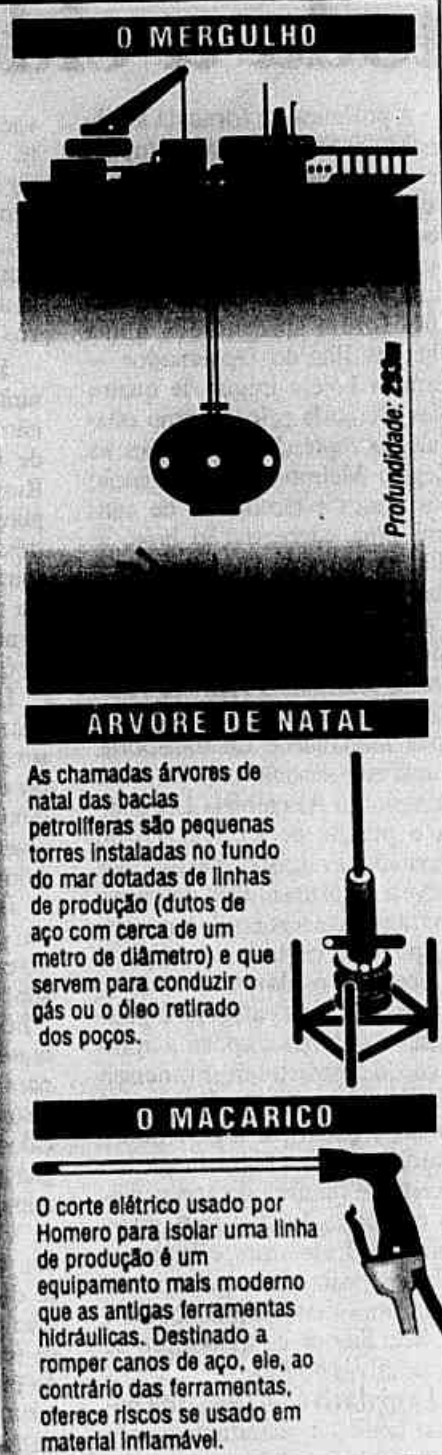 O MERGULHO
Profundidade: 293m
ÁRVORE DE NATAL
As chamadas árvores de
natal das bacias
petrolíferas são pequenas
torres instaladas no fundo
do mar dotadas de linhas
de produção (dutos de
aço com cerca de um
metro de diâmetro) e que
servem para conduzir o
gás ou o óleo retirado
dos poços.
O MAÇARICO
O corte elétrico usado por
Homero para isolar uma linha
de produção é um
equipamento mais moderno
que as antigas ferramentas
hidráulicas. Destinado a
romper canos de aço, ele, ao
contrário das ferramentas,
oferece riscos se usado em
material inflamável.